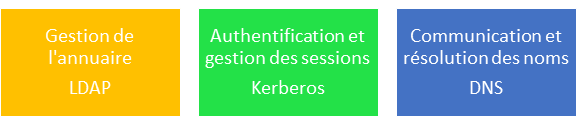 Gestion de
l'annuaire
LDAP
Authentification et
gestion des sessions
Kerberos
Communication et
résolution des noms
DNS